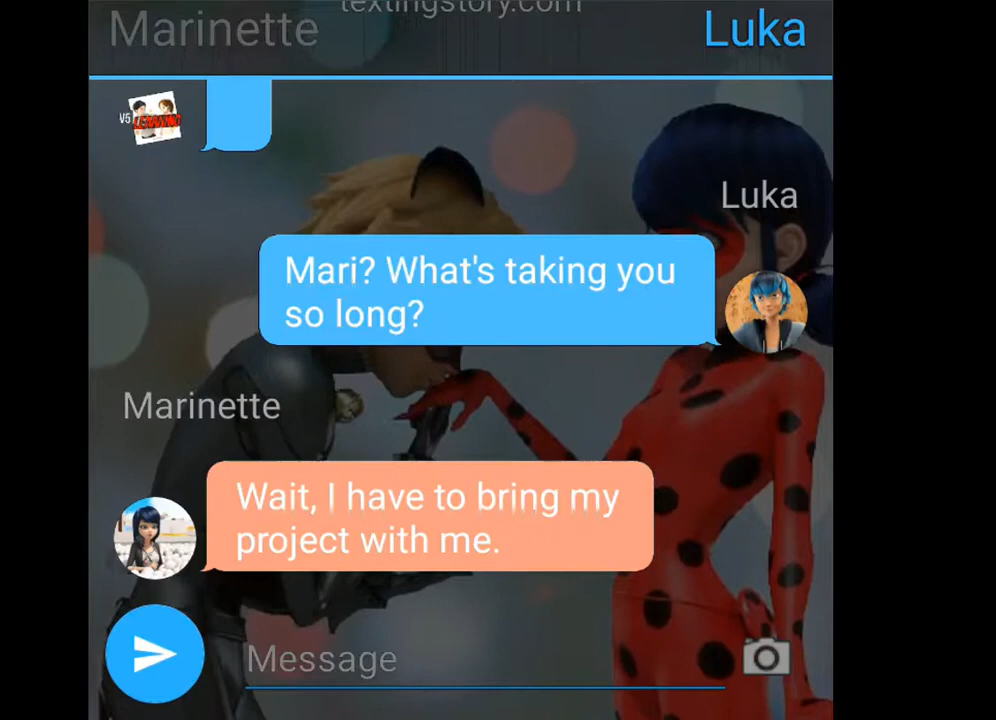 textingstory.com
Marinette
Luka
V5
Luka
Mari? What's taking you
so long?
Marinette
Wait, I have to bring my
project with me.
Message